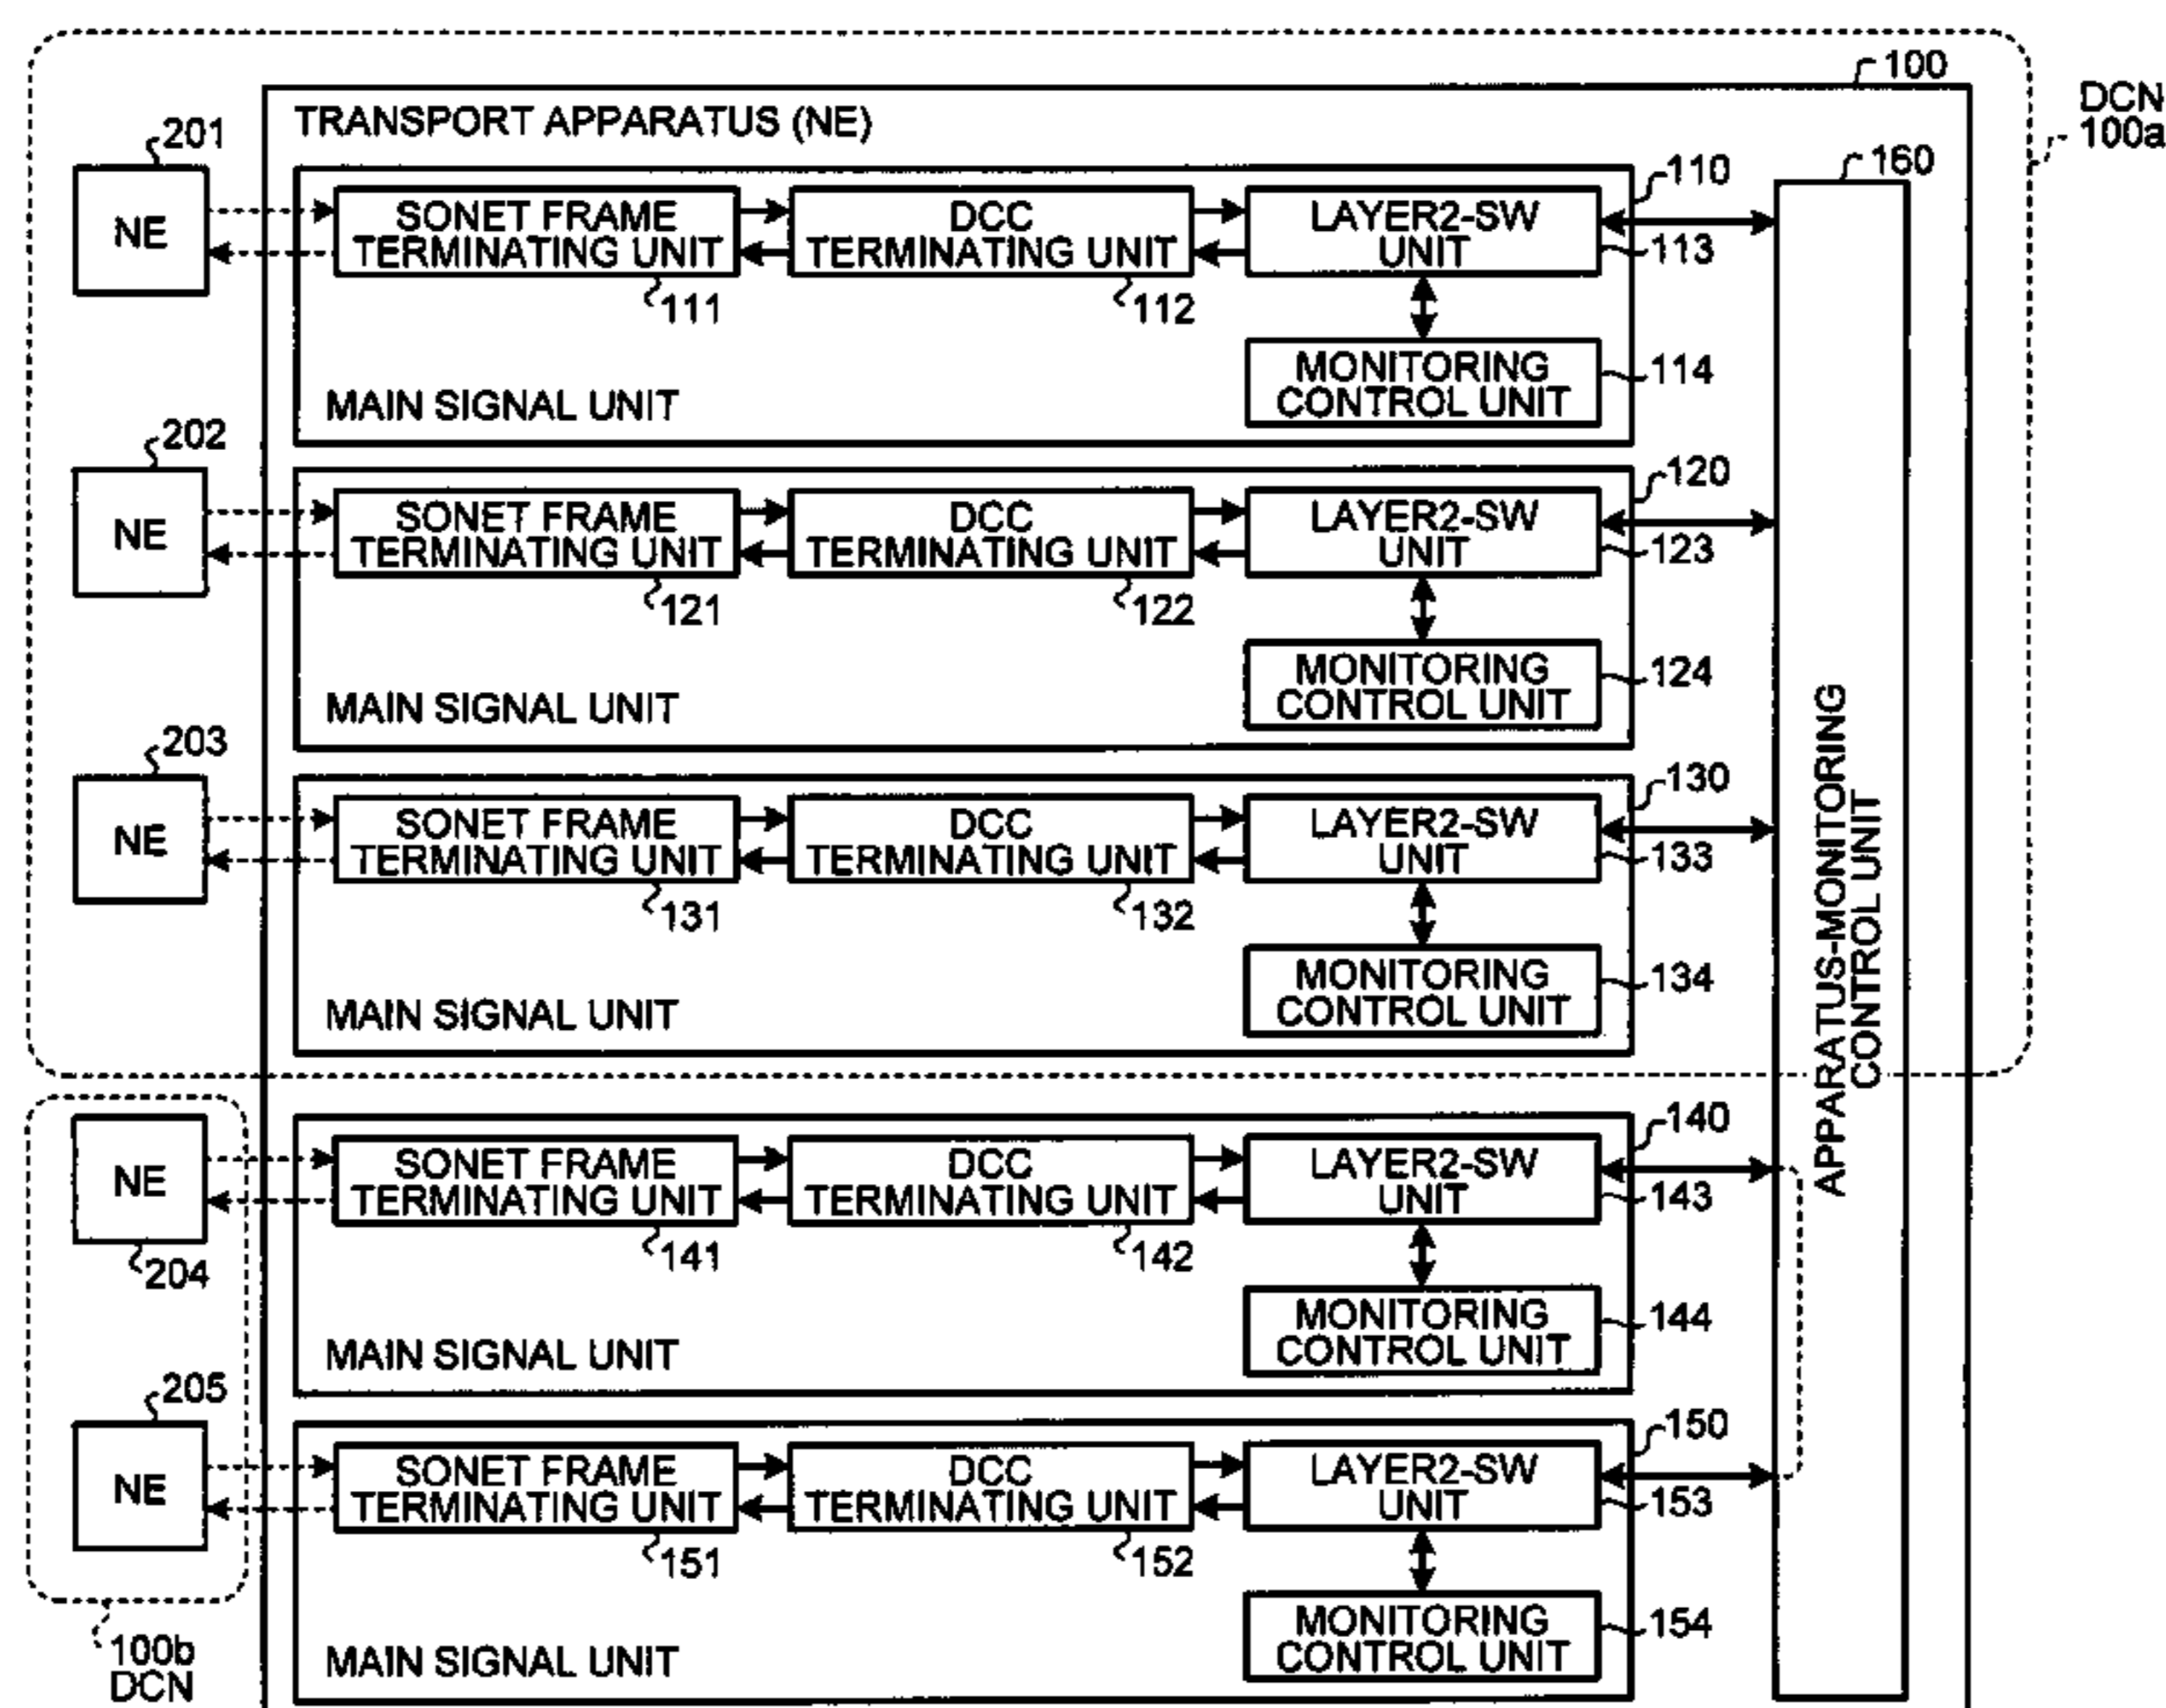 100
DCN
100a
TRANSPORT APPARATUS (NE)
201
NE
160
110
SONET FRAME
TERMINATING UNIT
111
DCC
TERMINATING UNIT
112
LAYER2-SW
UNIT
113
MONITORING
CONTROL UNIT
114
MAIN SIGNAL UNIT
202
NE
120
SONET FRAME
TERMINATING UNIT
121
DCC
TERMINATING UNIT
122
LAYER2-SW
UNIT
123
MONITORING
CONTROL UNIT
124
MAIN SIGNAL UNIT
203
NE
130
SONET FRAME
TERMINATING UNIT
131
DCC
TERMINATING UNIT
132
LAYER2-SW
UNIT
133
MONITORING
CONTROL UNIT
134
MAIN SIGNAL UNIT
APPARATUS-MONITORING
CONTROL UNIT
NE
204
140
SONET FRAME
TERMINATING UNIT
141
DCC
TERMINATING UNIT
142
LAYER2-SW
UNIT
143
MONITORING
CONTROL UNIT
144
MAIN SIGNAL UNIT
205
NE
150
SONET FRAME
TERMINATING UNIT
151
DCC
TERMINATING UNIT
152
LAYER2-SW
UNIT
153
MONITORING
CONTROL UNIT
154
MAIN SIGNAL UNIT
100b
DCN